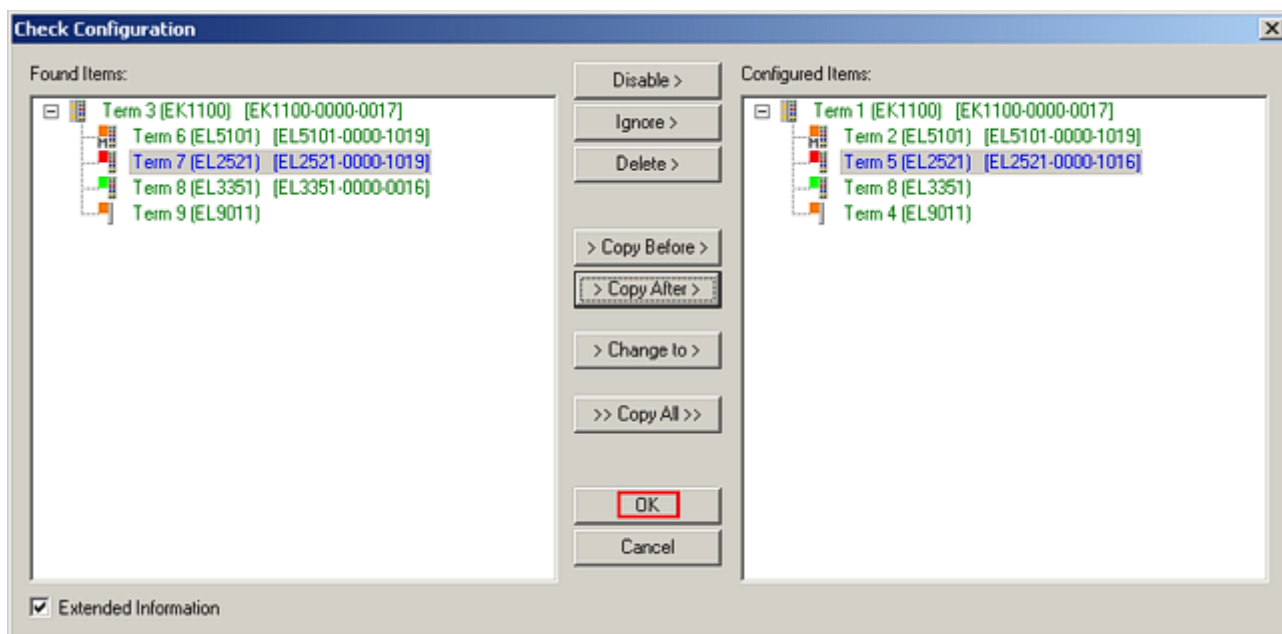 Check Configuration
Found Items:
Term 3 (EK1100) [EK1100-0000-0017]
Term 6 (EL5101) [EL5101-0000-1019]
Term 7 (EL2521) [EL2521-0000-1019]
Term 8 (EL3351) [EL3351-0000-0016]
Term 9 (EL9011)
Disable >
Ignore >
Delete >
> Copy Before >
> Copy After >
> Change to >
>> Copy All >>
OK
Cancel
Configured Items:
Term 1 (EK1100) [EK1100-0000-0017]
Term 2 (EL5101) [EL5101-0000-1019]
Term 5 (EL2521) [EL2521-0000-1016]
Term 8 (EL3351)
Term 4 (EL9011)
Extended Information